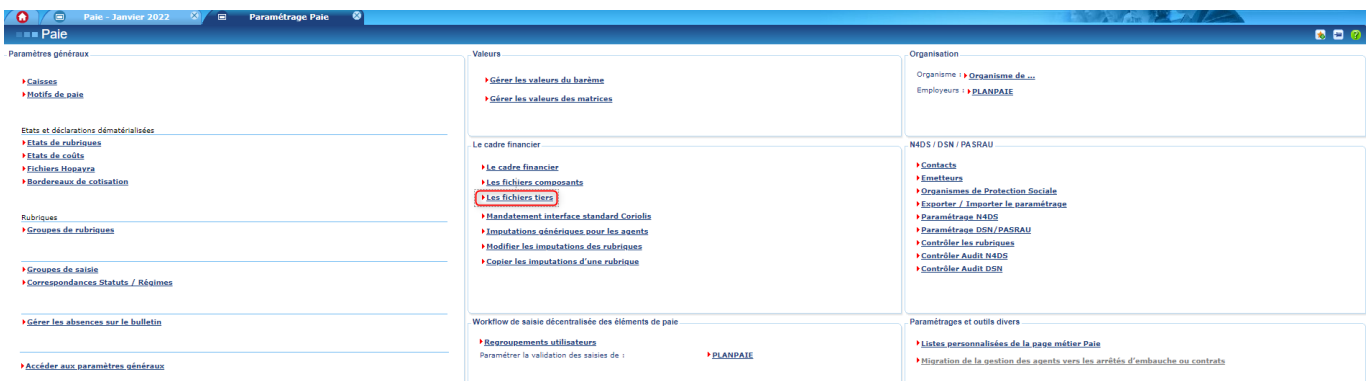 Paie - Janvier 2022
Paramétrage Paie
Paie
Paramètres généraux
Caisses
Motifs de paie
Etats et déclarations dématérialisées
Etats de rubriques
Etats de coûts
Fichiers Hopayra
Bordereaux de cotisation
Rubriques
Groupes de rubriques
Groupes de saisie
Correspondances Statuts / Régimes
Gérer les absences sur le bulletin
Accéder aux paramètres généraux
Valeurs
Gérer les valeurs du barème
Gérer les valeurs des matrices
Le cadre financier
Le cadre financier
Les fichiers composants
Les fichiers tiers
Mandatement interface standard Coriolis
Imputations génériques pour les agents
Modifier les imputations des rubriques
Copier les imputations d'une rubrique
Workflow de saisie décentralisée des éléments de paie
Regroupements utilisateurs
Paramétrer la validation des saisies de : PLANPAIE
Organisation
Organisme : Organisme de ...
Employeurs : PLANPAIE
N4DS / DSN / PASRAU
Contacts
Emetteurs
Organismes de Protection Sociale
Exporter / Importer le paramétrage
Paramétrage N4DS
Paramétrage DSN/PASRAU
Contrôler les rubriques
Contrôler Audit N4DS
Contrôler Audit DSN
Paramétrages et outils divers
Listes personnalisées de la page métier Paie
Migration de la gestion des agents vers les arrêtés d'embauche ou contrats